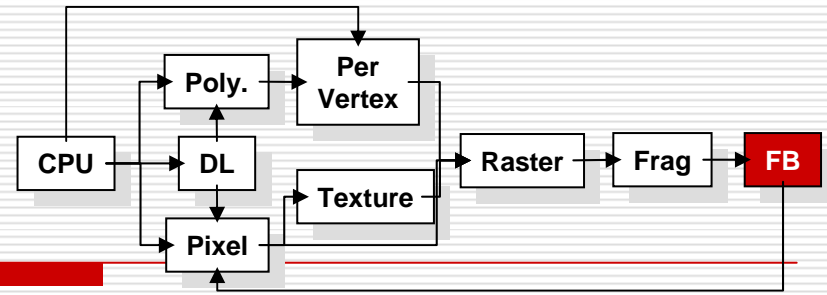 Per
Vertex
Poly.
CPU
DL
Raster
Frag
FB
Texture
Pixel